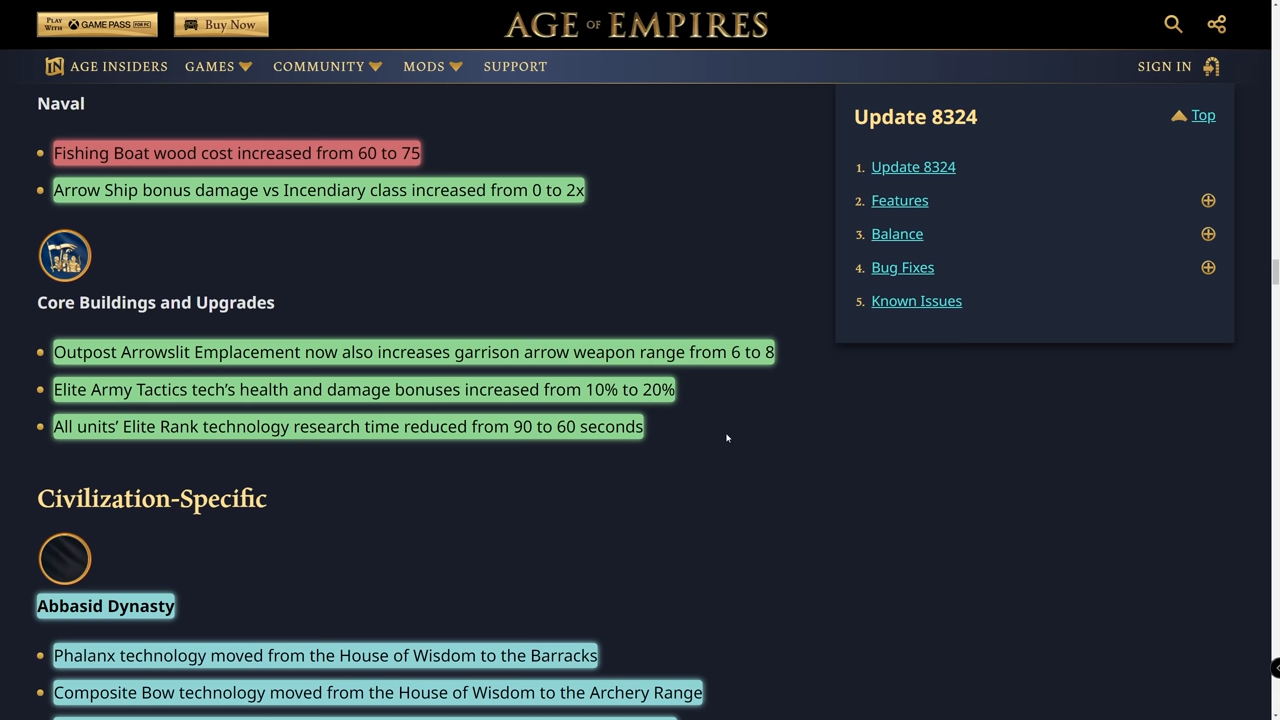 PLAY WITH XBOX GAME PASS FOR PC
Buy Now
AGE OF EMPIRES
AGE INSIDERS
GAMES
COMMUNITY
MODS
SUPPORT
SIGN IN
Naval
Fishing Boat wood cost increased from 60 to 75
Arrow Ship bonus damage vs Incendiary class increased from 0 to 2x
Core Buildings and Upgrades
Outpost Arrowslit Emplacement now also increases garrison arrow weapon range from 6 to 8
Elite Army Tactics tech’s health and damage bonuses increased from 10% to 20%
All units’ Elite Rank technology research time reduced from 90 to 60 seconds
Civilization-Specific
Abbasid Dynasty
Phalanx technology moved from the House of Wisdom to the Barracks
Composite Bow technology moved from the House of Wisdom to the Archery Range
Update 8324
Top
1. Update 8324
2. Features
3. Balance
4. Bug Fixes
5. Known Issues